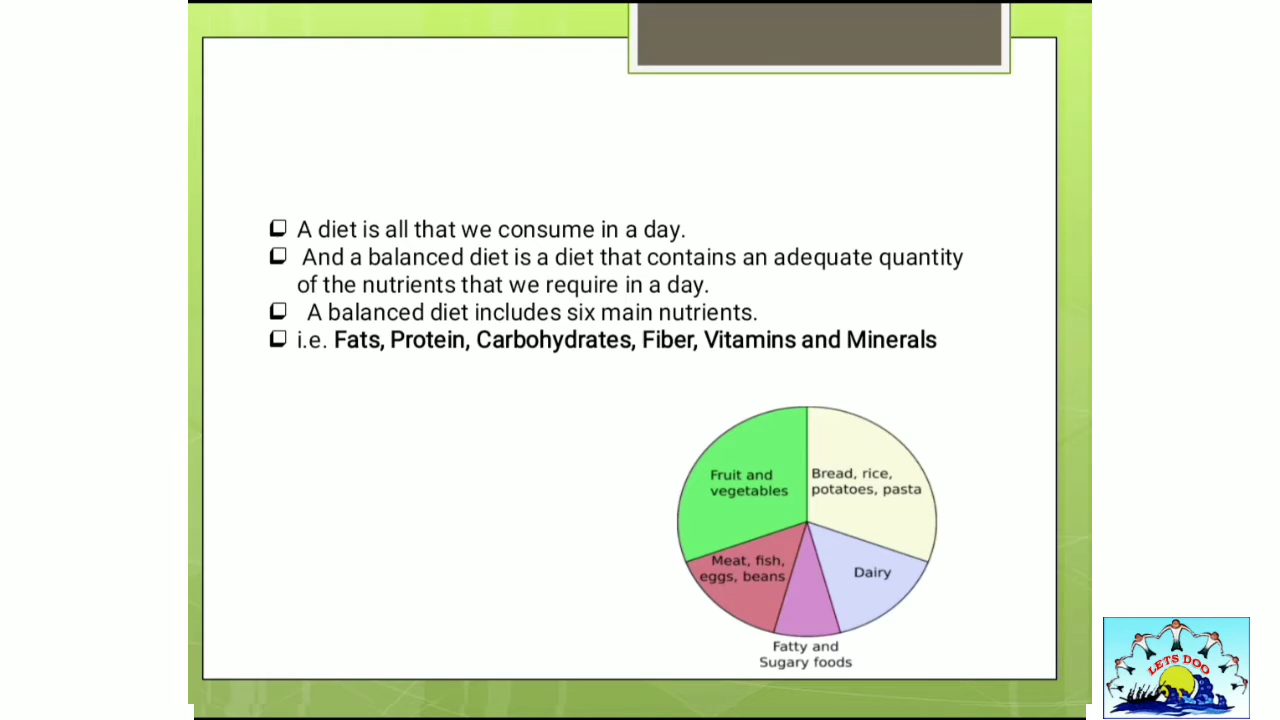 ❑ A diet is all that we consume in a day.
❑ And a balanced diet is a diet that contains an adequate quantity
of the nutrients that we require in a day.
❑ A balanced diet includes six main nutrients.
❑ i.e. Fats, Protein, Carbohydrates, Fiber, Vitamins and Minerals
Fruit and
vegetables
Bread, rice,
potatoes, pasta
Meat, fish,
eggs, beans
Dairy
Fatty and
Sugary foods
LETS DOO